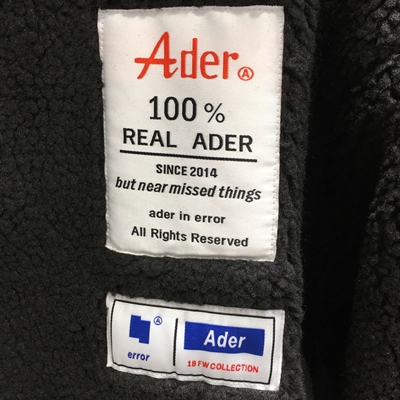 Ader Ⓐ
100 %
REAL ADER
SINCE 2014
but near missed things
ader in error
All Rights Reserved
Ⓐ
error
Ader
18 FW COLLECTION